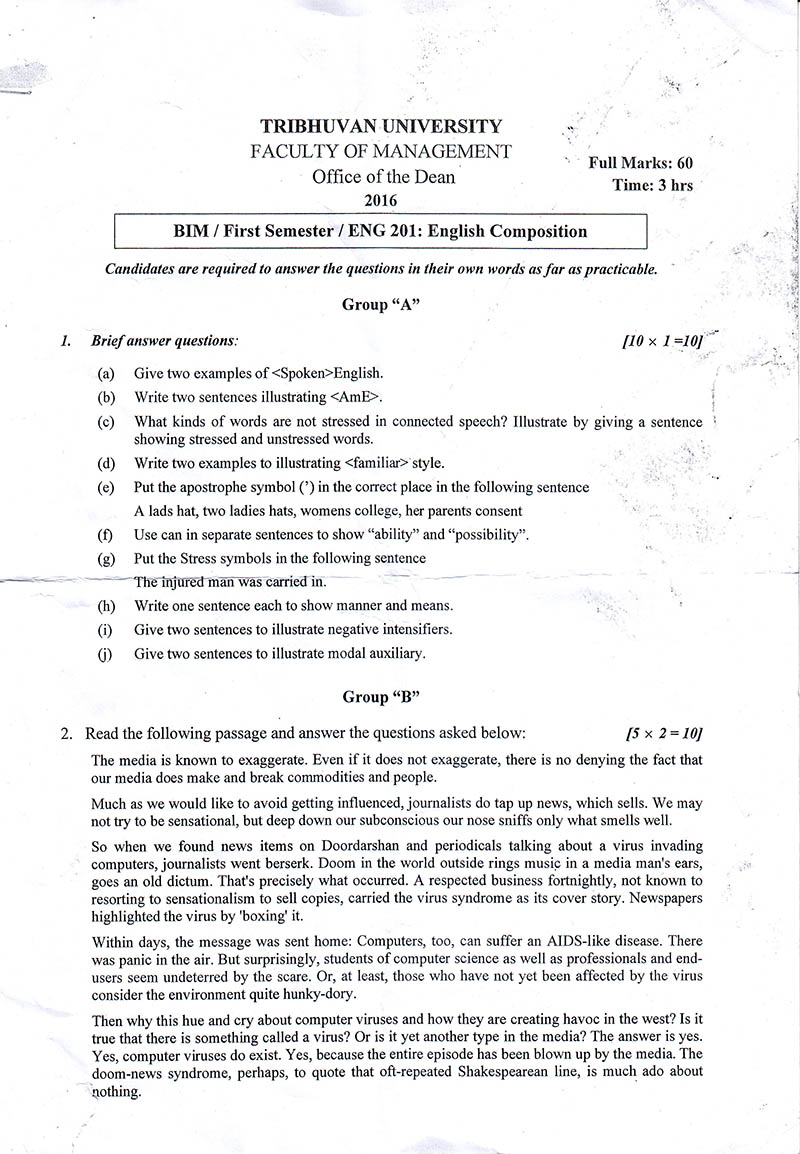 TRIBHUVAN UNIVERSITY
FACULTY OF MANAGEMENT
Office of the Dean
2016
Full Marks: 60
Time: 3 hrs
BIM / First Semester / ENG 201: English Composition
Candidates are required to answer the questions in their own words as far as practicable.
Group “A”
1. Brief answer questions: [10 × 1 =10]
(a) Give two examples of <Spoken>English.
(b) Write two sentences illustrating <AmE>.
(c) What kinds of words are not stressed in connected speech? Illustrate by giving a sentence
showing stressed and unstressed words.
(d) Write two examples to illustrating <familiar> style.
(e) Put the apostrophe symbol (’) in the correct place in the following sentence
A lads hat, two ladies hats, womens college, her parents consent
(f) Use can in separate sentences to show “ability” and “possibility”.
(g) Put the Stress symbols in the following sentence
The injured man was carried in.
(h) Write one sentence each to show manner and means.
(i) Give two sentences to illustrate negative intensifiers.
(j) Give two sentences to illustrate modal auxiliary.
Group “B”
2. Read the following passage and answer the questions asked below: [5 × 2 = 10]
The media is known to exaggerate. Even if it does not exaggerate, there is no denying the fact that
our media does make and break commodities and people.
Much as we would like to avoid getting influenced, journalists do tap up news, which sells. We may
not try to be sensational, but deep down our subconscious our nose sniffs only what smells well.
So when we found news items on Doordarshan and periodicals talking about a virus invading
computers, journalists went berserk. Doom in the world outside rings music in a media man's ears,
goes an old dictum. That's precisely what occurred. A respected business fortnightly, not known to
resorting to sensationalism to sell copies, carried the virus syndrome as its cover story. Newspapers
highlighted the virus by 'boxing' it.
Within days, the message was sent home: Computers, too, can suffer an AIDS-like disease. There
was panic in the air. But surprisingly, students of computer science as well as professionals and end-
users seem undeterred by the scare. Or, at least, those who have not yet been affected by the virus
consider the environment quite hunky-dory.
Then why this hue and cry about computer viruses and how they are creating havoc in the west? Is it
true that there is something called a virus? Or is it yet another type in the media? The answer is yes.
Yes, computer viruses do exist. Yes, because the entire episode has been blown up by the media. The
doom-news syndrome, perhaps, to quote that oft-repeated Shakespearean line, is much ado about
nothing.